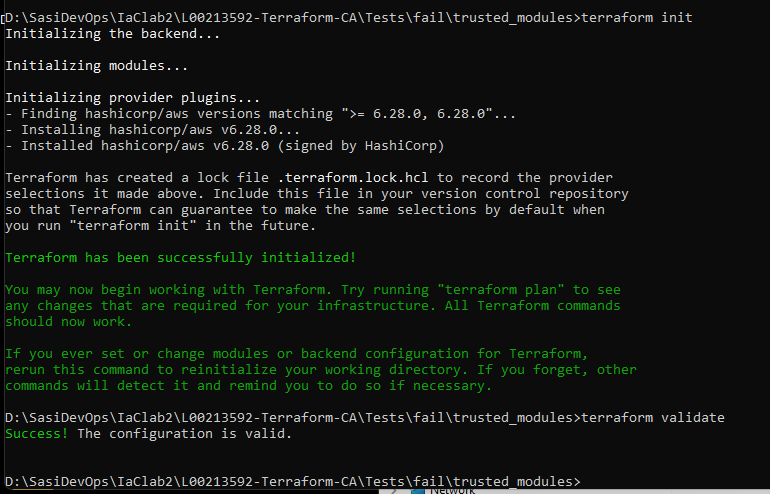 D:\SasiDevOps\IaClab2\L00213592-Terraform-CA\Tests\fail\trusted_modules>terraform init
Initializing the backend...
Initializing modules...
Initializing provider plugins...
- Finding hashicorp/aws versions matching ">= 6.28.0, 6.28.0"...
- Installing hashicorp/aws v6.28.0...
- Installed hashicorp/aws v6.28.0 (signed by HashiCorp)
Terraform has created a lock file .terraform.lock.hcl to record the provider
selections it made above. Include this file in your version control repository
so that Terraform can guarantee to make the same selections by default when
you run "terraform init" in the future.
Terraform has been successfully initialized!
You may now begin working with Terraform. Try running "terraform plan" to see
any changes that are required for your infrastructure. All Terraform commands
should now work.
If you ever set or change modules or backend configuration for Terraform,
rerun this command to reinitialize your working directory. If you forget, other
commands will detect it and remind you to do so if necessary.
D:\SasiDevOps\IaClab2\L00213592-Terraform-CA\Tests\fail\trusted_modules>terraform validate
Success! The configuration is valid.
D:\SasiDevOps\IaClab2\L00213592-Terraform-CA\Tests\fail\trusted_modules>
Network